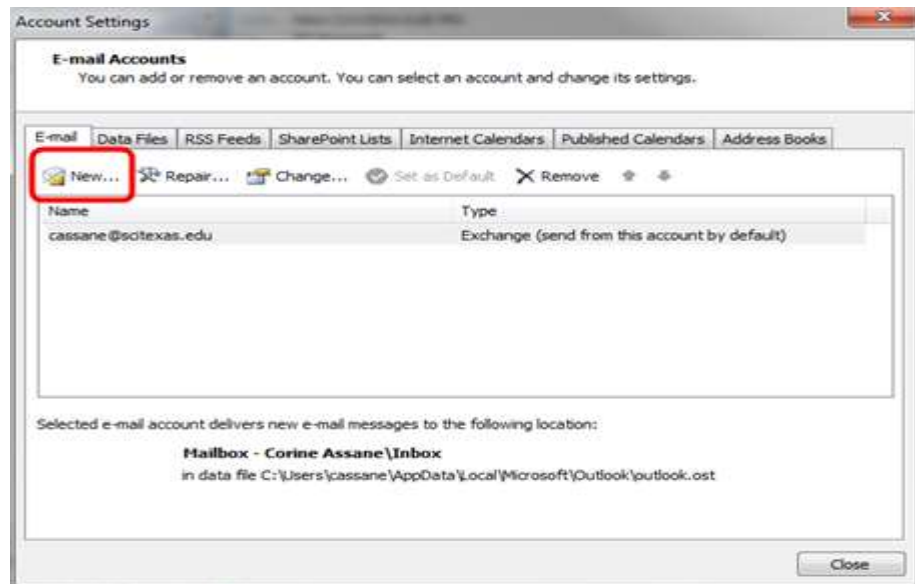 Account Settings
E-mail Accounts
You can add or remove an account. You can select an account and change its settings.
E-mail Data Files RSS Feeds SharePoint Lists Internet Calendars Published Calendars Address Books
New... Repair... Change... Set as Default Remove
Name Type
cassane@scitexas.edu Exchange (send from this account by default)
Selected e-mail account delivers new e-mail messages to the following location:
Mailbox - Corine Assane\Inbox
in data file C:\Users\cassane\AppData\Local\Microsoft\Outlook\outlook.ost
Close